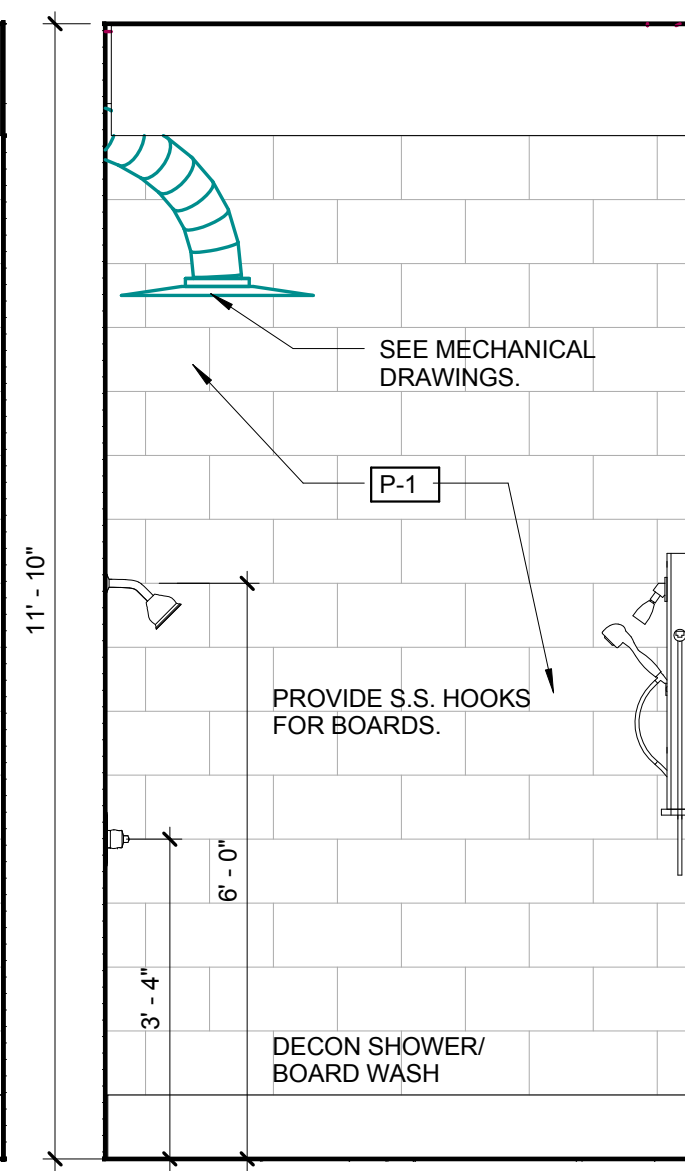 SEE MECHANICAL
DRAWINGS.
P-1
11' - 10"
PROVIDE S.S. HOOKS
FOR BOARDS.
6' - 0"
3' - 4"
DECON SHOWER/
BOARD WASH